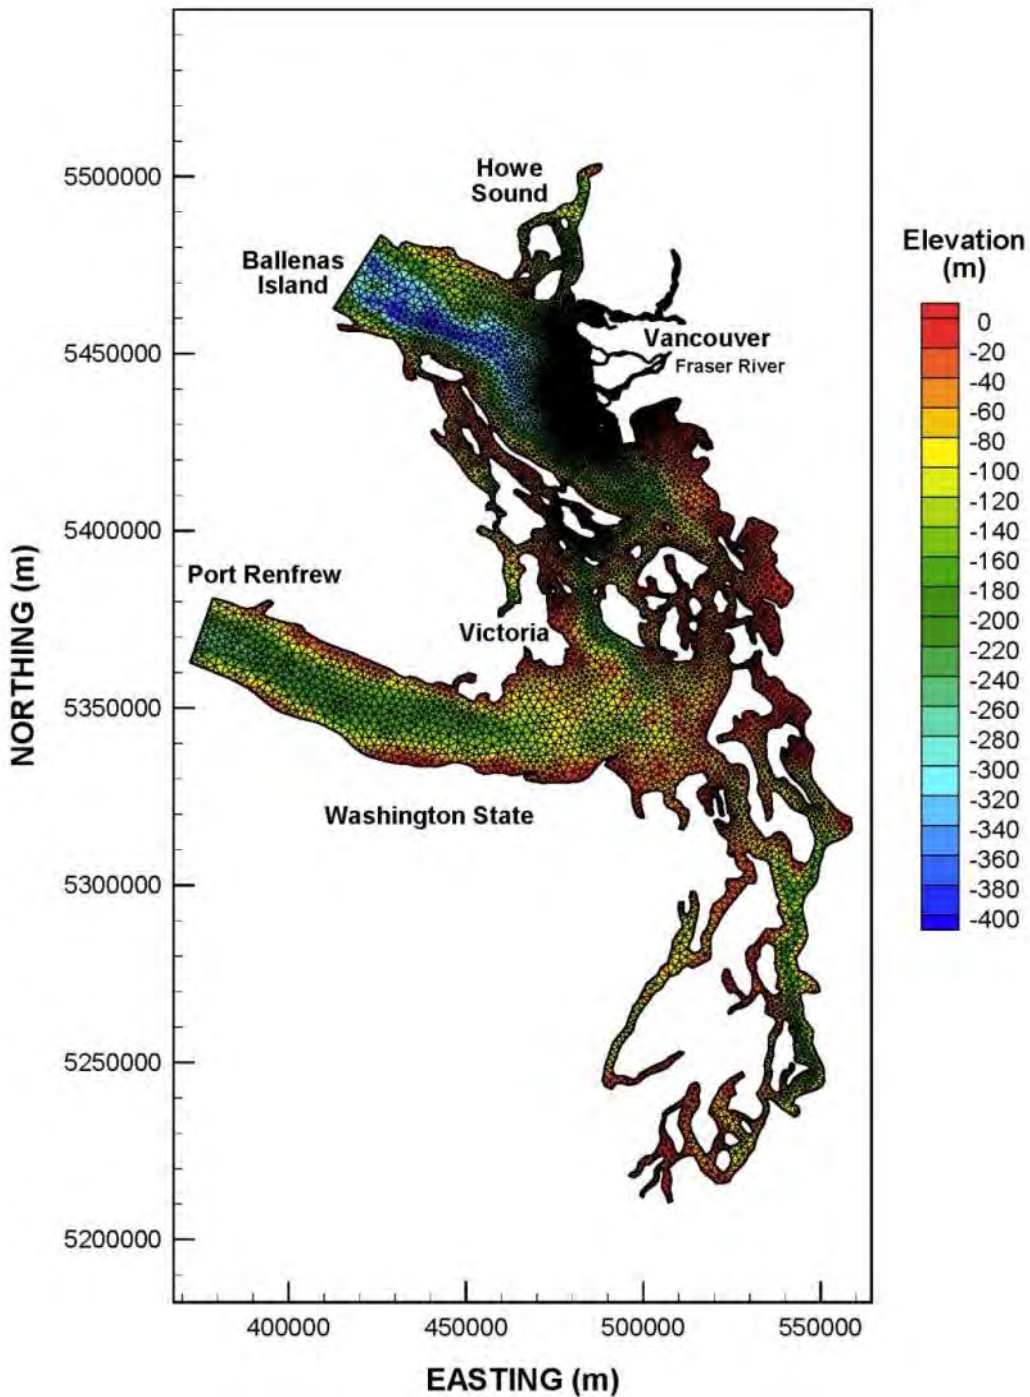 Howe
Sound
5500000
Elevation
(m)
Ballenas
Island
0
Vancouver
-20
5450000
Fraser River
-40
-60
-80
-100
-120
-140
5400000
-160
Port Renfrew
-180
-200
Victoria
-220
-240
5350000
-260
-280
-300
Washington State
-320
-340
-360
5300000
-380
-400
5250000
5200000
NORTHING (m)
400000
450000
500000
550000
EASTING (m)